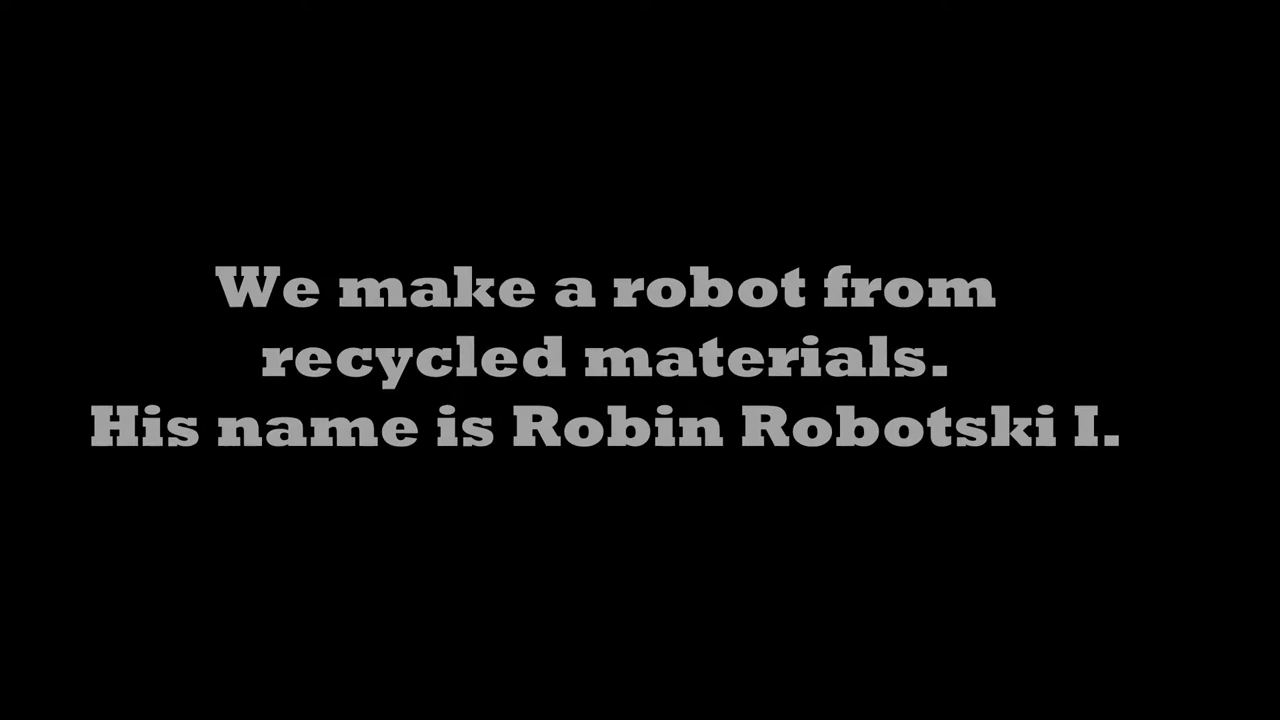 We make a robot from
recycled materials.
His name is Robin Robotski I.